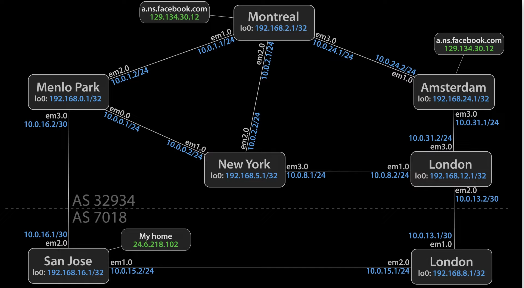 a.ns.facebook.com
129.134.30.12
Montreal
lo0: 192.168.2.1/32
em1.0
10.0.1.1/24
em3.0
10.0.24.1/24
em2.0
10.0.2.1/24
a.ns.facebook.com
129.134.30.12
10.0.24.2/24
em1.0
Menlo Park
lo0: 192.168.0.1/32
em2.0
10.0.1.2/24
em0.0
10.0.0.1/24
em3.0
10.0.16.2/30
Amsterdam
lo0: 192.168.24.1/32
em3.0
10.0.31.1/24
em1.0
10.0.0.2/24
em2.0
10.0.2.2/24
New York
lo0: 192.168.5.1/32
em3.0
10.0.8.1/24
10.0.31.2/24
em3.0
em1.0
10.0.8.2/24
London
lo0: 192.168.12.1/32
em2.0
10.0.13.2/30
AS 32934
AS 7018
My home
24.6.218.102
10.0.16.1/30
em2.0
San Jose
lo0: 192.168.16.1/32
em1.0
10.0.15.2/24
10.0.13.1/30
em1.0
em2.0
10.0.15.1/24
London
lo0: 192.168.8.1/32